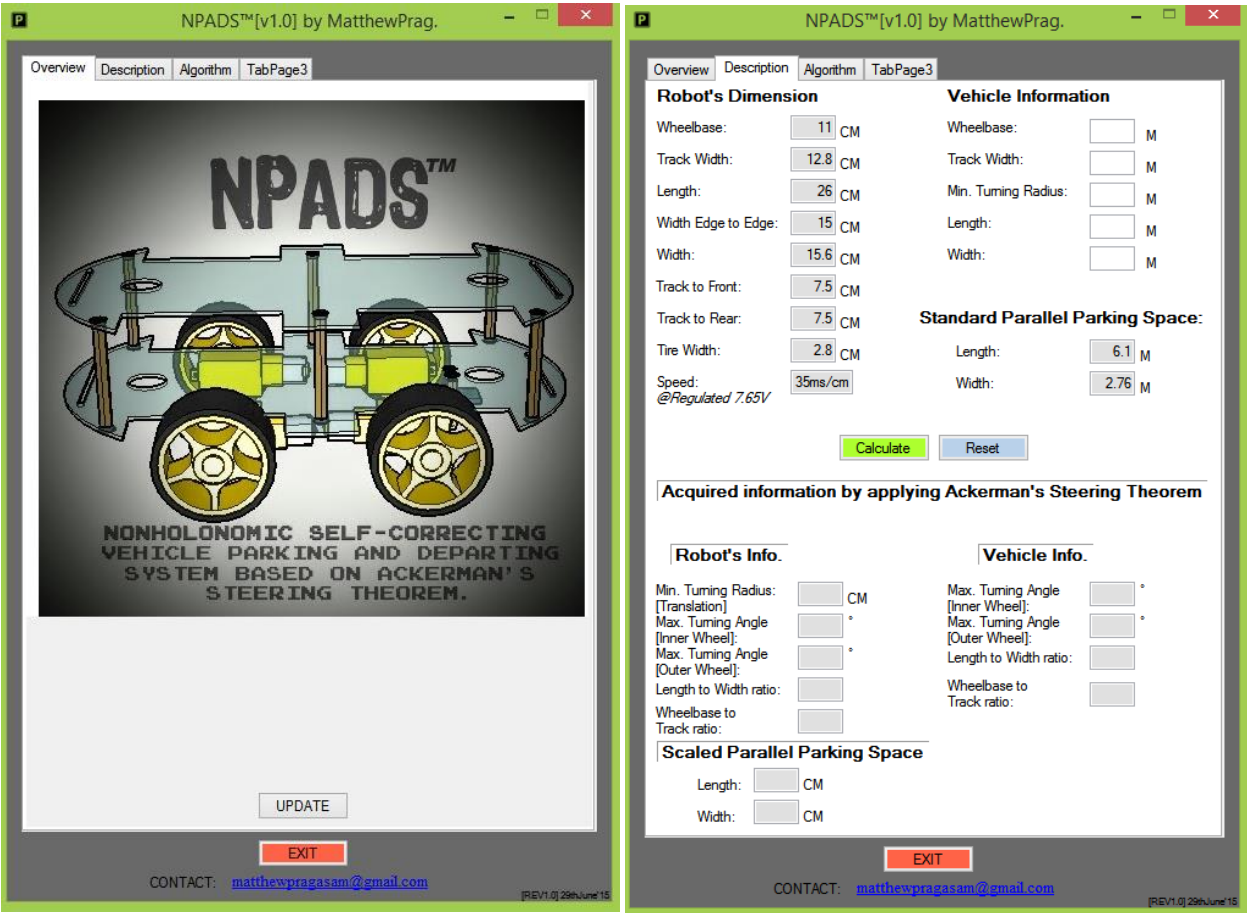 NPADS™[v1.0] by MatthewPrag.
Overview Description Algorithm TabPage3
NPADS™
NONHOLONOMIC SELF-CORRECTING
VEHICLE PARKING AND DEPARTING
SYSTEM BASED ON ACKERMAN'S
STEERING THEOREM.
UPDATE
EXIT
CONTACT: matthewpragasam@gmail.com
[REV1.0] 29thJune'15
NPADS™[v1.0] by MatthewPrag.
Overview Description Algorithm TabPage3
Robot's Dimension
Wheelbase: 11 CM
Track Width: 12.8 CM
Length: 26 CM
Width Edge to Edge: 15 CM
Width: 15.6 CM
Track to Front: 7.5 CM
Track to Rear: 7.5 CM
Tire Width: 2.8 CM
Speed: 35ms/cm
@Regulated 7.65V
Vehicle Information
Wheelbase: M
Track Width: M
Min. Turning Radius: M
Length: M
Width: M
Standard Parallel Parking Space:
Length: 6.1 M
Width: 2.76 M
Calculate Reset
Acquired information by applying Ackerman's Steering Theorem
Robot's Info.
Min. Turning Radius: CM
[Translation]
Max. Turning Angle °
[Inner Wheel]:
Max. Turning Angle °
[Outer Wheel]:
Length to Width ratio:
Wheelbase to
Track ratio:
Vehicle Info.
Max. Turning Angle °
[Inner Wheel]:
Max. Turning Angle °
[Outer Wheel]:
Length to Width ratio:
Wheelbase to
Track ratio:
Scaled Parallel Parking Space
Length: CM
Width: CM
EXIT
CONTACT: matthewpragasam@gmail.com
[REV1.0] 29thJune'15